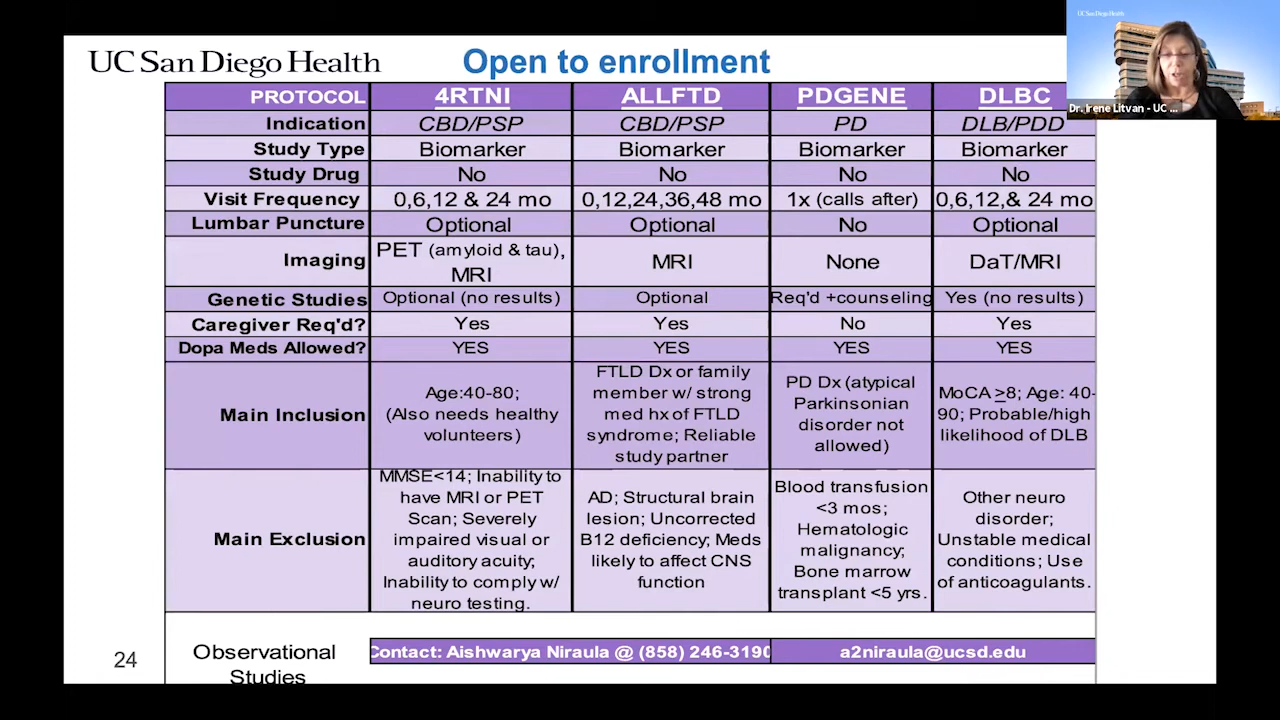 UC San Diego Health
Open to enrollment
UC San Diego Health
Dr. Irene Litvan - UC ...
PROTOCOL 4RTNI ALLFTD PDGENE DLBC
Indication CBD/PSP CBD/PSP PD DLB/PDD
Study Type Biomarker Biomarker Biomarker Biomarker
Study Drug No No No No
Visit Frequency 0,6,12 & 24 mo 0,12,24,36,48 mo 1x (calls after) 0,6,12,& 24 mo
Lumbar Puncture Optional Optional No Optional
Imaging
PET (amyloid & tau),
MRI
MRI
None
DaT/MRI
Genetic Studies Optional (no results) Optional Req'd +counseling Yes (no results)
Caregiver Req'd? Yes Yes No Yes
Dopa Meds Allowed? YES YES YES YES
Main Inclusion
Age:40-80;
(Also needs healthy
volunteers)
FTLD Dx or family
member w/ strong
med hx of FTLD
syndrome; Reliable
study partner
PD Dx (atypical
Parkinsonian
disorder not
allowed)
MoCA ≥8; Age: 40-
90; Probable/high
likelihood of DLB
Main Exclusion
MMSE<14; Inability to
have MRI or PET
Scan; Severely
impaired visual or
auditory acuity;
Inability to comply w/
neuro testing.
AD; Structural brain
lesion; Uncorrected
B12 deficiency; Meds
likely to affect CNS
function
Blood transfusion
<3 mos;
Hematologic
malignancy;
Bone marrow
transplant <5 yrs.
Other neuro
disorder;
Unstable medical
conditions; Use
of anticoagulants.
24
Observational
Studies
Contact: Aishwarya Niraula @ (858) 246-3190
a2niraula@ucsd.edu